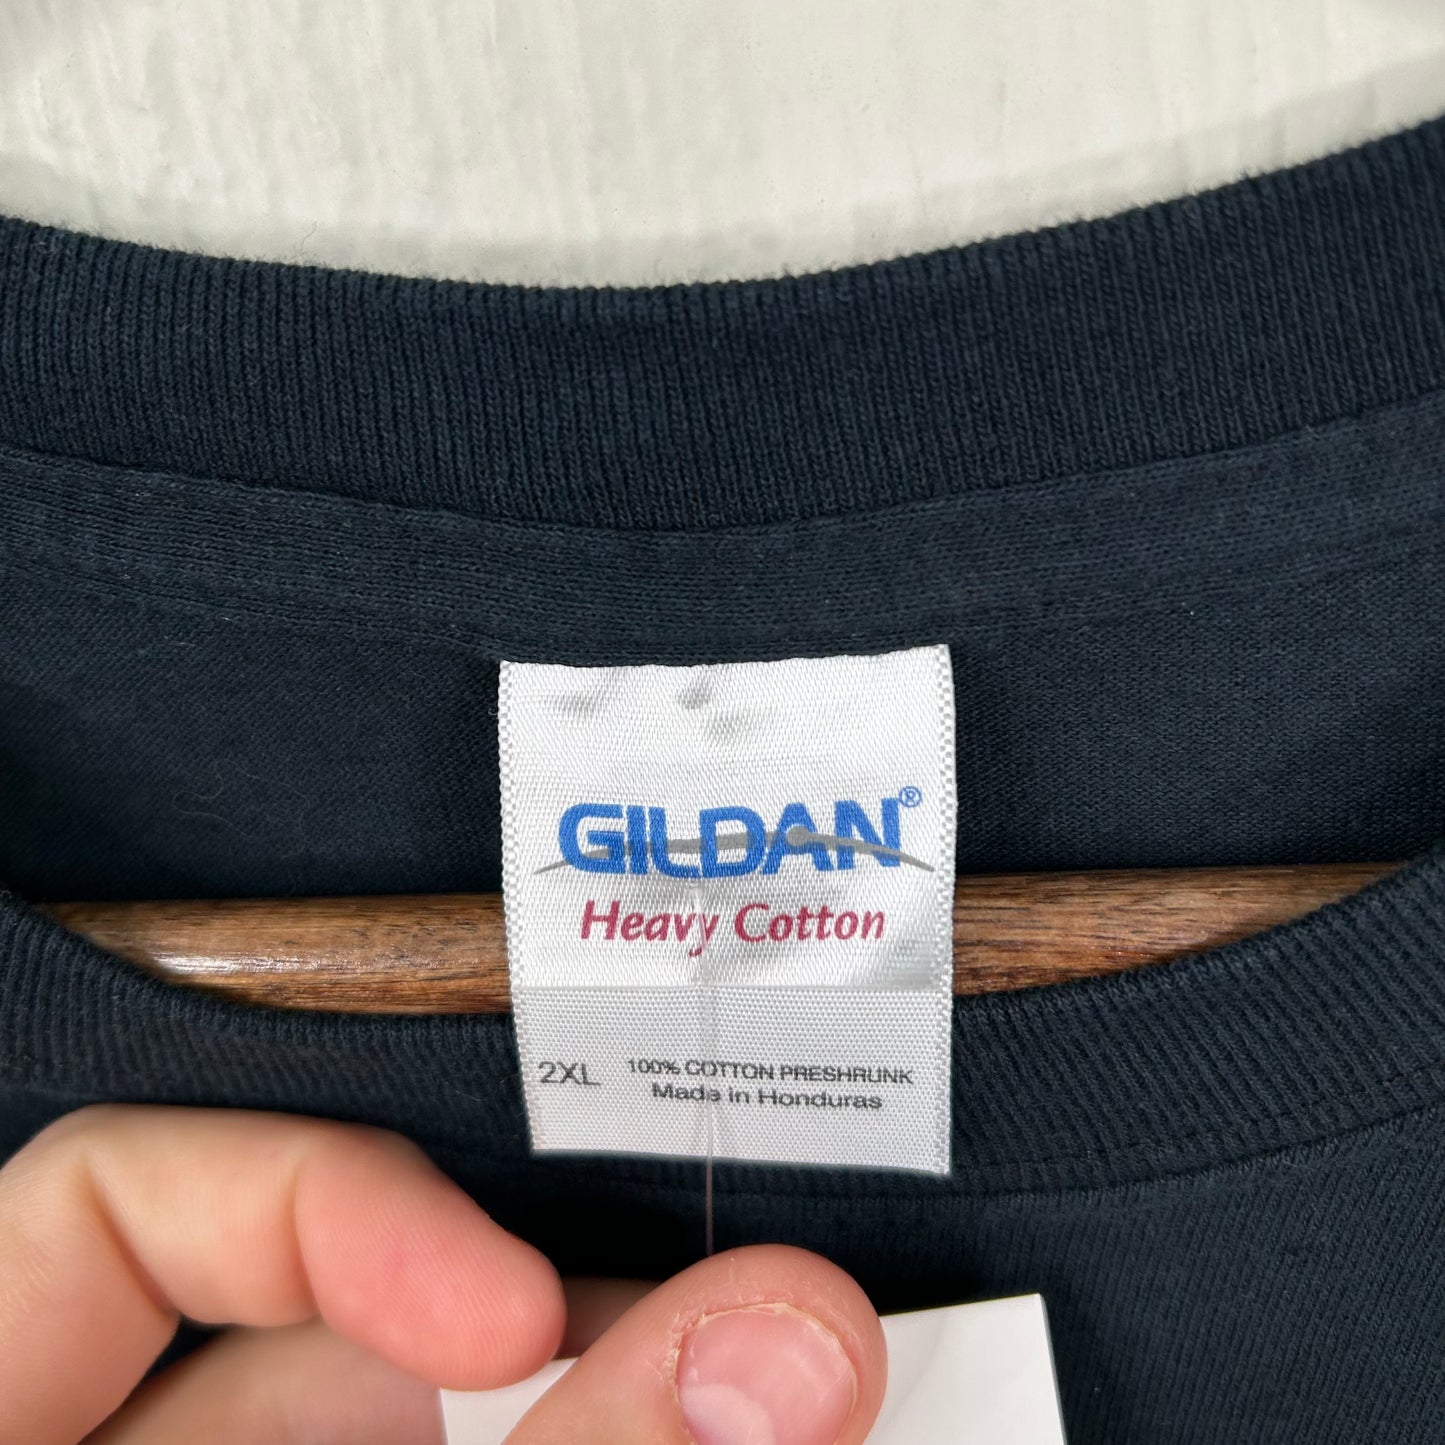 GILDAN®
Heavy Cotton
2XL 100% COTTON PRESHRUNK
Made in Honduras